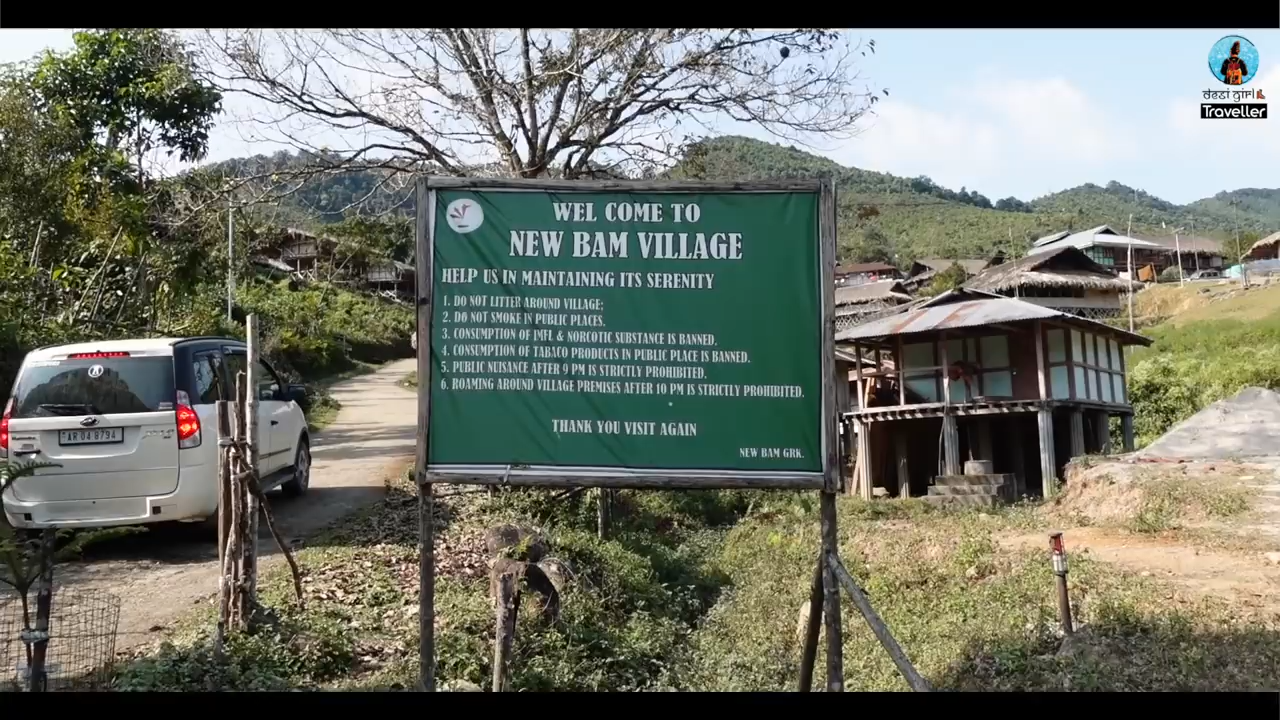 desi girl
Traveller
WEL COME TO
NEW BAM VILLAGE
HELP US IN MAINTAINING ITS SERENITY
1. DO NOT LITTER AROUND VILLAGE;
2. DO NOT SMOKE IN PUBLIC PLACES.
3. CONSUMPTION OF IMFL & NORCOTIC SUBSTANCE IS BANNED.
4. CONSUMPTION OF TABACO PRODUCTS IN PUBLIC PLACE IS BANNED.
5. PUBLIC NUISANCE AFTER 9 PM IS STRICTLY PROHIBITED.
6. ROAMING AROUND VILLAGE PREMISES AFTER 10 PM IS STRICTLY PROHIBITED.
THANK YOU VISIT AGAIN
NEW BAM GRK.
AR 04 8794